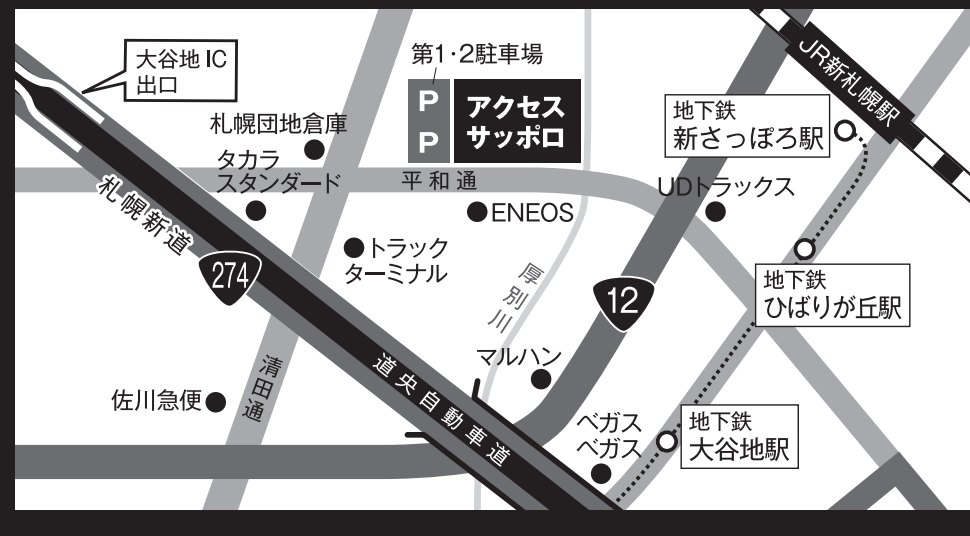 大谷地IC
出口
第1・2駐車場
P
P
アクセス
サッポロ
JR新札幌駅
地下鉄
新さっぽろ駅
札幌団地倉庫
タカラ
スタンダード
平和通
UDトラックス
ENEOS
札幌新道
トラック
ターミナル
274
厚別川
12
地下鉄
ひばりが丘駅
マルハン
清田通
道央自動車道
佐川急便
ベガス
ベガス
地下鉄
大谷地駅